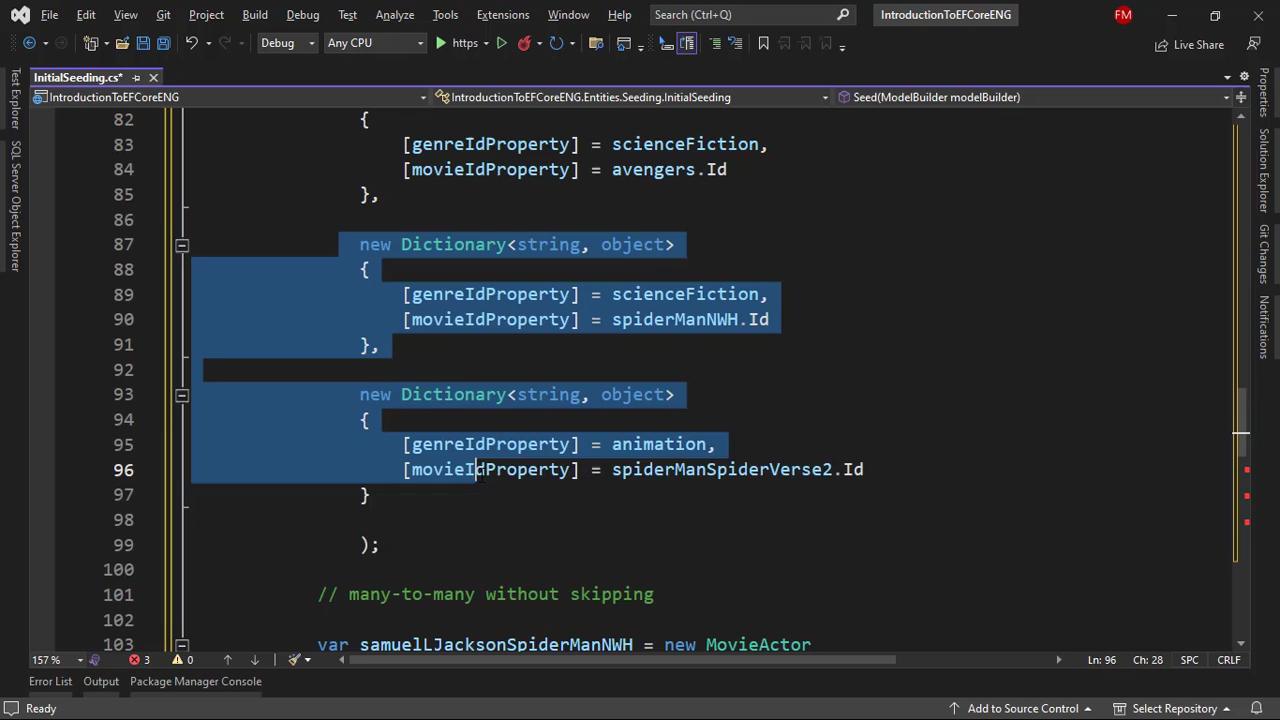 File Edit View Git Project Build Debug Test Analyze Tools Extensions Window Help Search (Ctrl+Q) IntroductionToEFCoreENG FM
Debug Any CPU https Live Share
InitialSeeding.cs*
IntroductionToEFCoreENG IntroductionToEFCoreENG.Entities.Seeding.InitialSeeding Seed(ModelBuilder modelBuilder)
Test Explorer
SQL Server Object Explorer
82 {
83 [genreIdProperty] = scienceFiction,
84 [movieIdProperty] = avengers.Id
85 },
86
87 new Dictionary<string, object>
88 {
89 [genreIdProperty] = scienceFiction,
90 [movieIdProperty] = spiderManNWH.Id
91 },
92
93 new Dictionary<string, object>
94 {
95 [genreIdProperty] = animation,
96 [movieIdProperty] = spiderManSpiderVerse2.Id
97 }
98
99 );
100
101 // many-to-many without skipping
102
103 var samuelLJacksonSpiderManNWH = new MovieActor
Properties
Solution Explorer
Git Changes
Notifications
157 % 3 0 Ln: 96 Ch: 28 SPC CRLF
Error List Output Package Manager Console
Ready Add to Source Control Select Repository